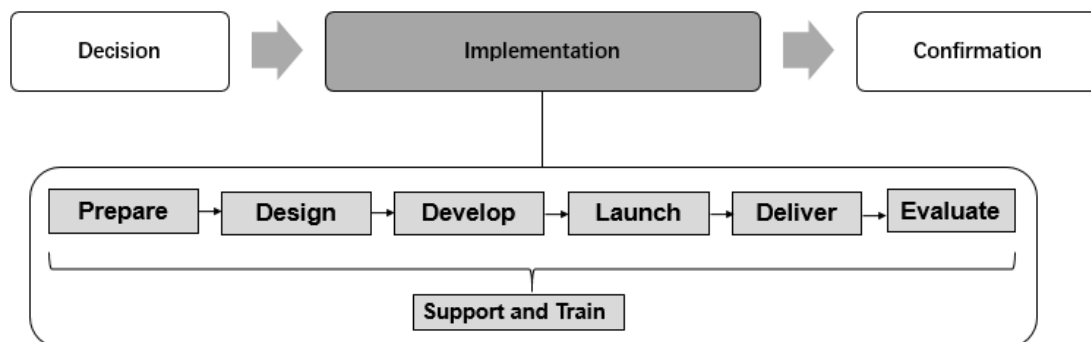 Decision
Implementation
Confirmation
Prepare
Design
Develop
Launch
Deliver
Evaluate
Support and Train